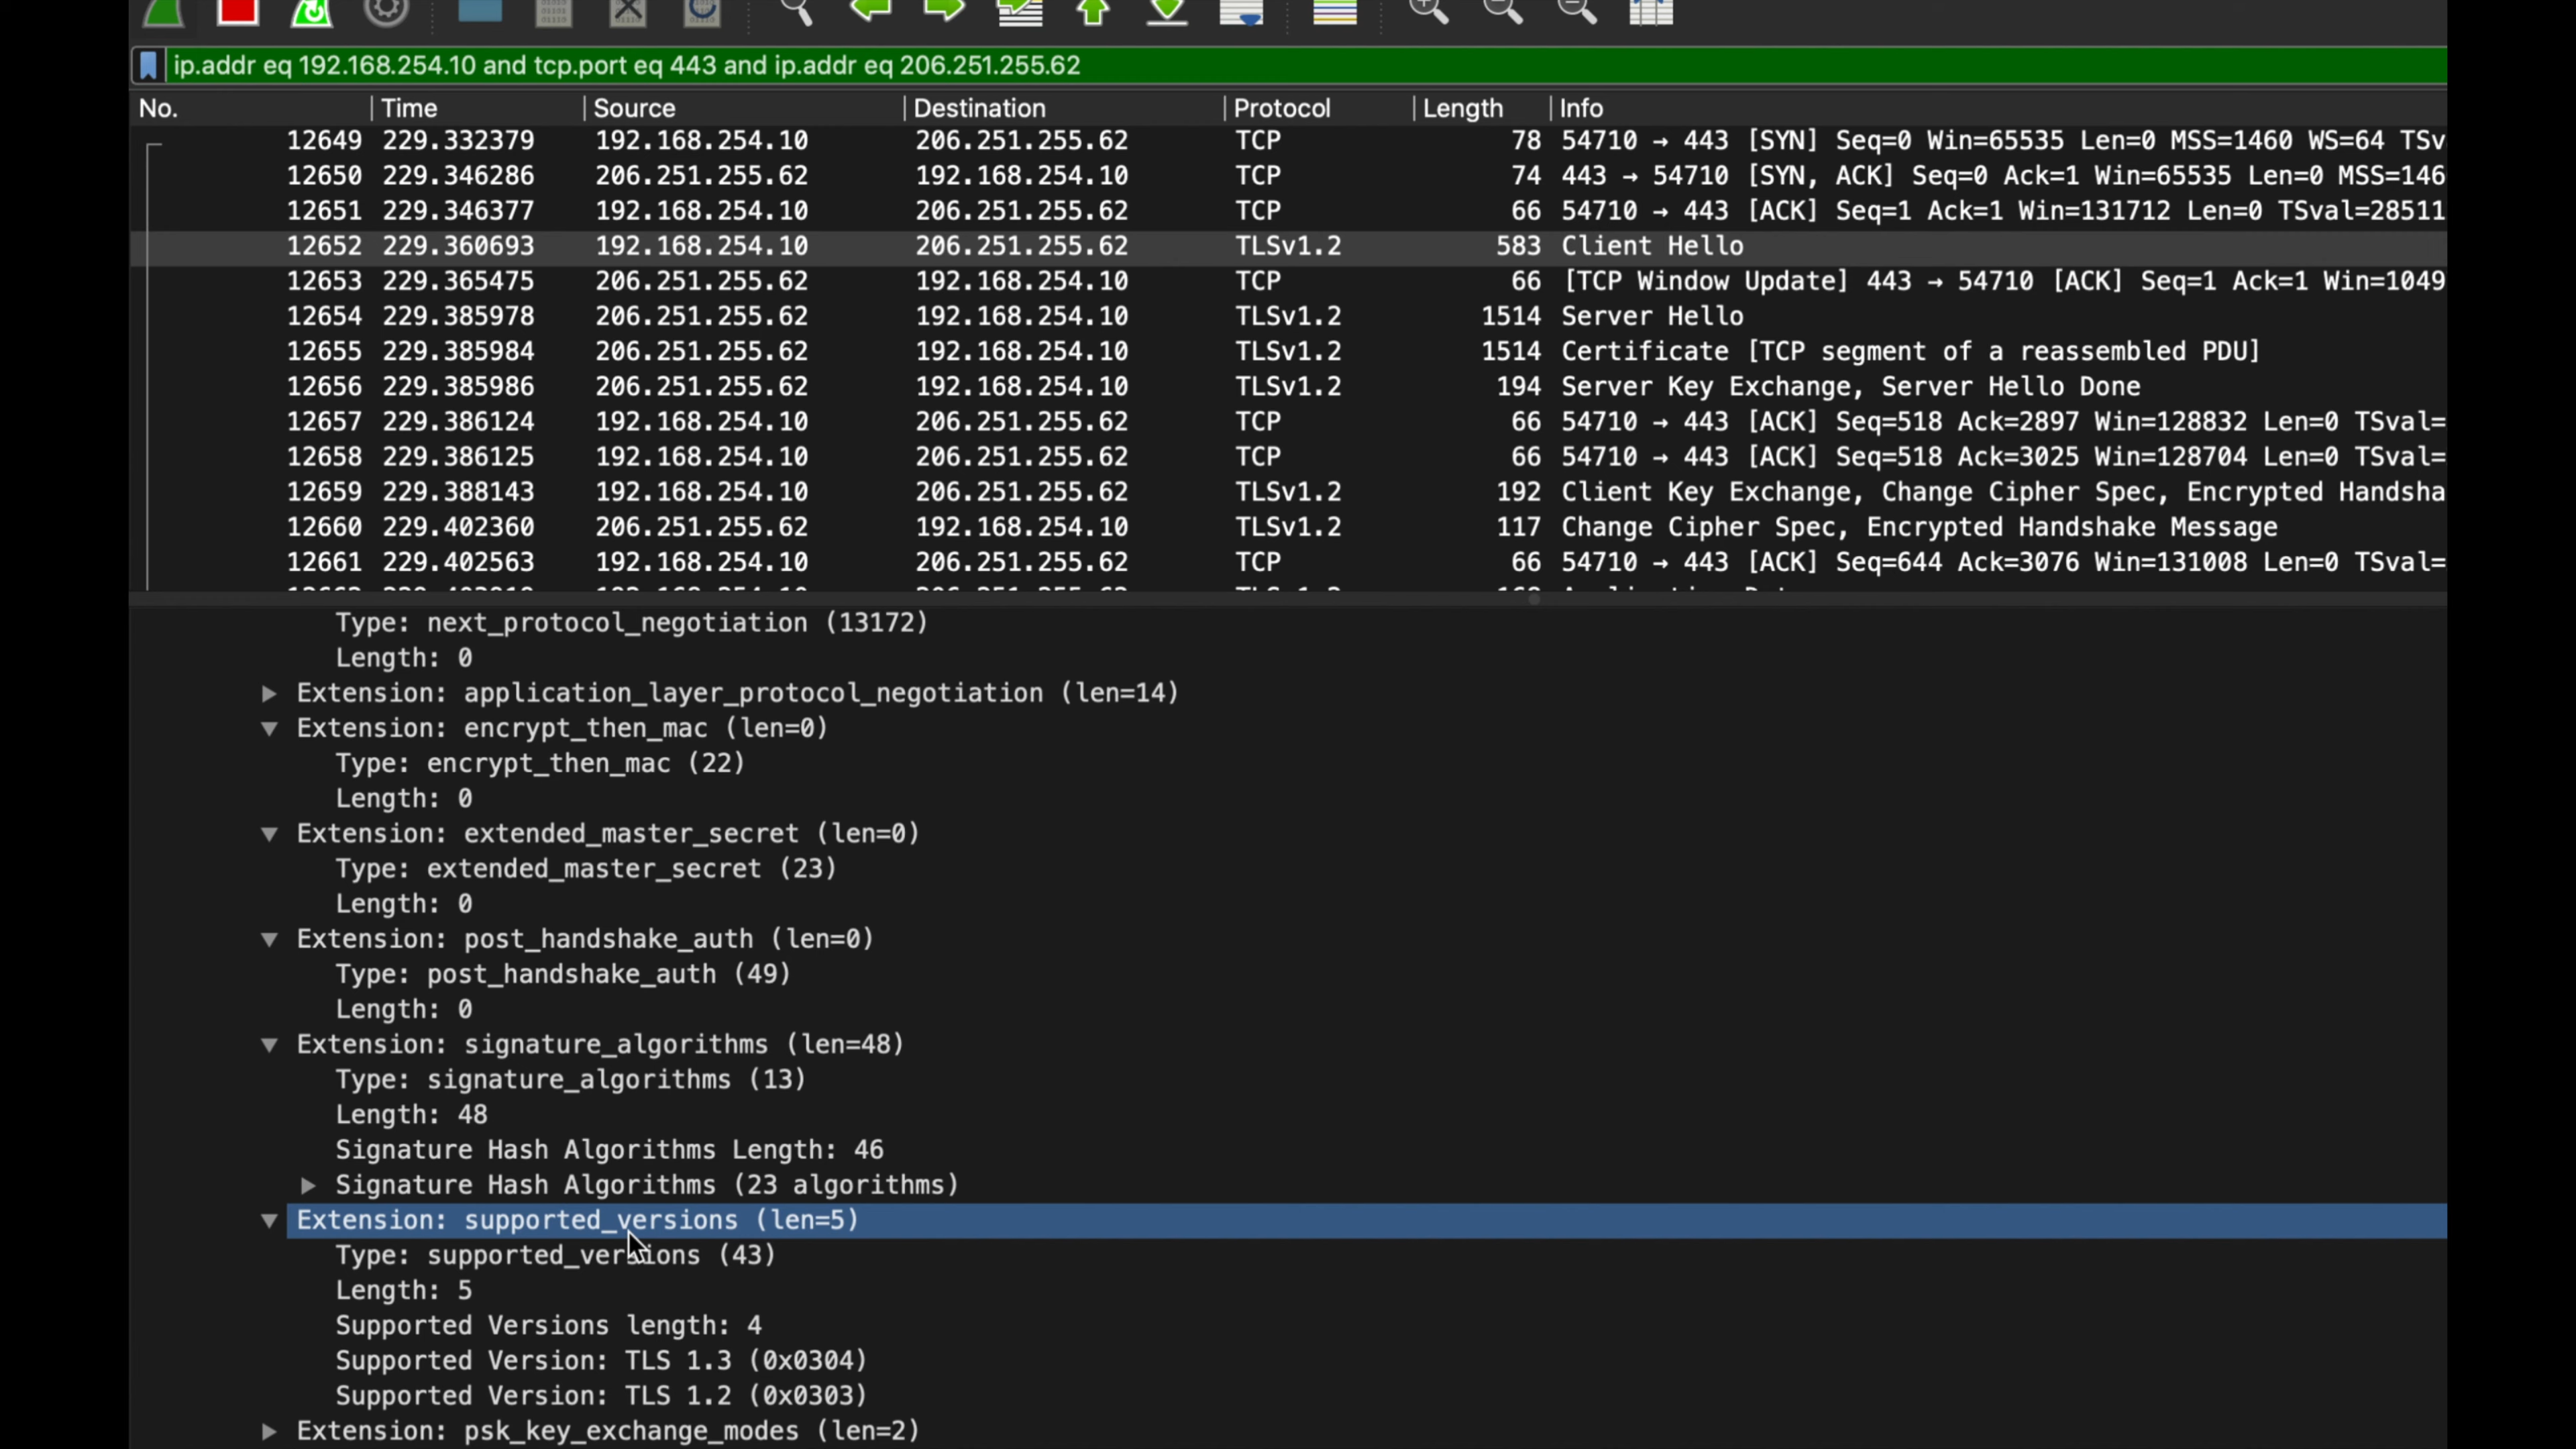 ip.addr eq 192.168.254.10 and tcp.port eq 443 and ip.addr eq 206.251.255.62
No. Time Source Destination Protocol Length Info
12649 229.332379 192.168.254.10 206.251.255.62 TCP 78 54710 → 443 [SYN] Seq=0 Win=65535 Len=0 MSS=1460 WS=64 TSv
12650 229.346286 206.251.255.62 192.168.254.10 TCP 74 443 → 54710 [SYN, ACK] Seq=0 Ack=1 Win=65535 Len=0 MSS=146
12651 229.346377 192.168.254.10 206.251.255.62 TCP 66 54710 → 443 [ACK] Seq=1 Ack=1 Win=131712 Len=0 TSval=28511
12652 229.360693 192.168.254.10 206.251.255.62 TLSv1.2 583 Client Hello
12653 229.365475 206.251.255.62 192.168.254.10 TCP 66 [TCP Window Update] 443 → 54710 [ACK] Seq=1 Ack=1 Win=1049
12654 229.385978 206.251.255.62 192.168.254.10 TLSv1.2 1514 Server Hello
12655 229.385984 206.251.255.62 192.168.254.10 TLSv1.2 1514 Certificate [TCP segment of a reassembled PDU]
12656 229.385986 206.251.255.62 192.168.254.10 TLSv1.2 194 Server Key Exchange, Server Hello Done
12657 229.386124 192.168.254.10 206.251.255.62 TCP 66 54710 → 443 [ACK] Seq=518 Ack=2897 Win=128832 Len=0 TSval=
12658 229.386125 192.168.254.10 206.251.255.62 TCP 66 54710 → 443 [ACK] Seq=518 Ack=3025 Win=128704 Len=0 TSval=
12659 229.388143 192.168.254.10 206.251.255.62 TLSv1.2 192 Client Key Exchange, Change Cipher Spec, Encrypted Handsha
12660 229.402360 206.251.255.62 192.168.254.10 TLSv1.2 117 Change Cipher Spec, Encrypted Handshake Message
12661 229.402563 192.168.254.10 206.251.255.62 TCP 66 54710 → 443 [ACK] Seq=644 Ack=3076 Win=131008 Len=0 TSval=
Type: next_protocol_negotiation (13172)
Length: 0
Extension: application_layer_protocol_negotiation (len=14)
Extension: encrypt_then_mac (len=0)
Type: encrypt_then_mac (22)
Length: 0
Extension: extended_master_secret (len=0)
Type: extended_master_secret (23)
Length: 0
Extension: post_handshake_auth (len=0)
Type: post_handshake_auth (49)
Length: 0
Extension: signature_algorithms (len=48)
Type: signature_algorithms (13)
Length: 48
Signature Hash Algorithms Length: 46
Signature Hash Algorithms (23 algorithms)
Extension: supported_versions (len=5)
Type: supported_versions (43)
Length: 5
Supported Versions length: 4
Supported Version: TLS 1.3 (0x0304)
Supported Version: TLS 1.2 (0x0303)
Extension: psk_key_exchange_modes (len=2)